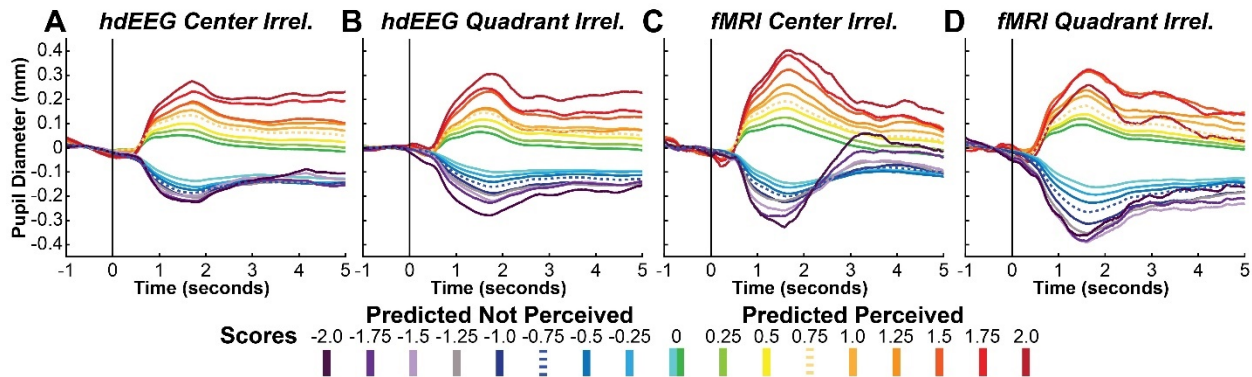 A hdEEG Center Irrel. B hdEEG Quadrant Irrel. C fMRI Center Irrel. D fMRI Quadrant Irrel.
Pupil Diameter (mm)
0.4
0.3
0.2
0.1
0
-0.1
-0.2
-0.3
-0.4
-1 0 1 2 3 4 5 -1 0 1 2 3 4 5 -1 0 1 2 3 4 5 -1 0 1 2 3 4 5
Time (seconds) Time (seconds) Time (seconds) Time (seconds)
Predicted Not Perceived Predicted Perceived
Scores -2.0 -1.75 -1.5 -1.25 -1.0 -0.75 -0.5 -0.25 0 0.25 0.5 0.75 1.0 1.25 1.5 1.75 2.0